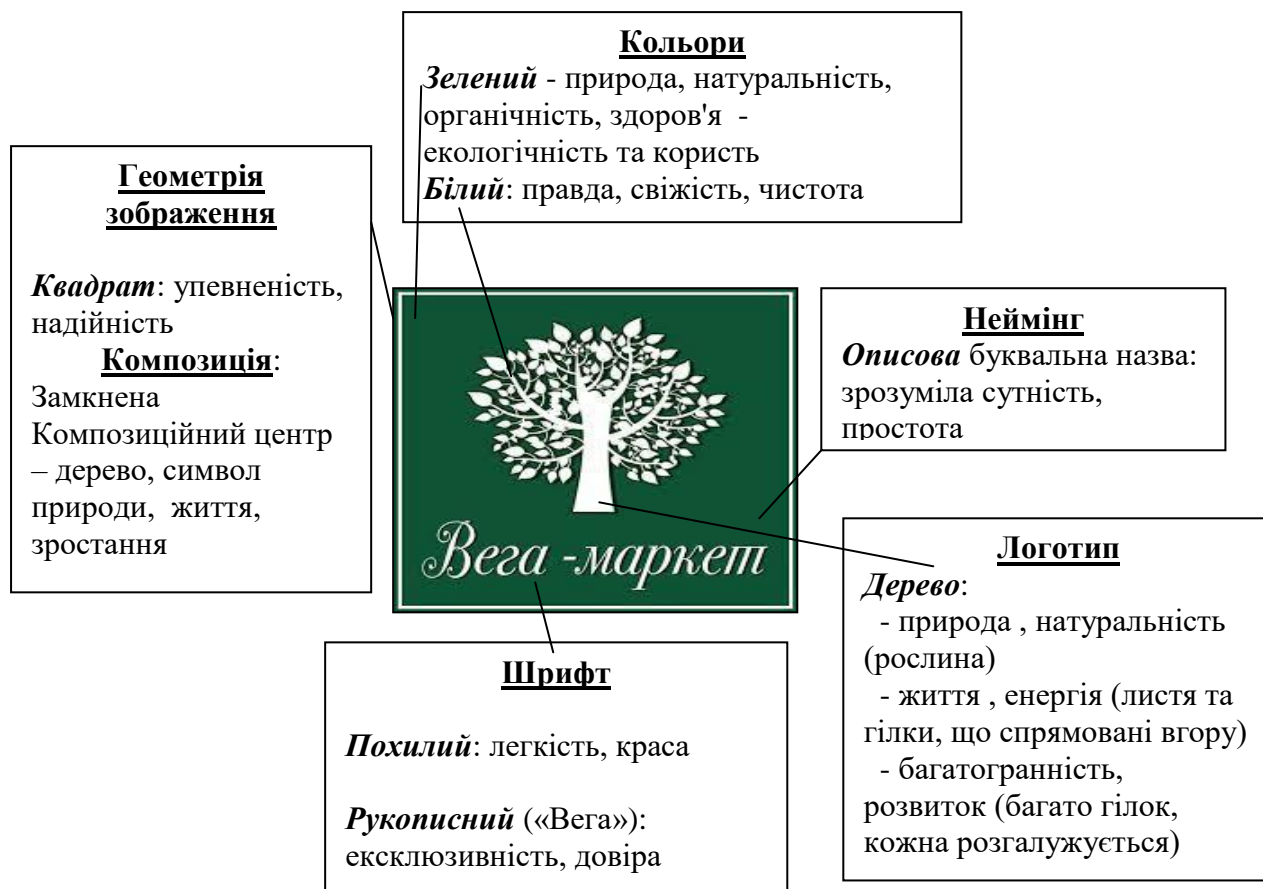 Кольори
Зелений - природа, натуральність,
органічність, здоров'я -
екологічність та користь
Білий: правда, свіжість, чистота
Геометрія
зображення
Квадрат: упевненість,
надійність
Композиція:
Замкнена
Композиційний центр
– дерево, символ
природи, життя,
зростання
Вега -маркет
Неймінг
Описова буквальна назва:
зрозуміла сутність,
простота
Логотип
Дерево:
- природа , натуральність
(рослина)
- життя , енергія (листя та
гілки, що спрямовані вгору)
- багатогранність,
розвиток (багато гілок,
кожна розгалужується)
Шрифт
Похилий: легкість, краса
Рукописний («Вега»):
ексклюзивність, довіра